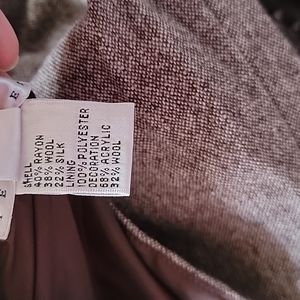 SHELL
40% RAYON
38% WOOL
22% SILK
LINING
100% POLYESTER
DECORATION
68% ACRYLIC
32% WOOL